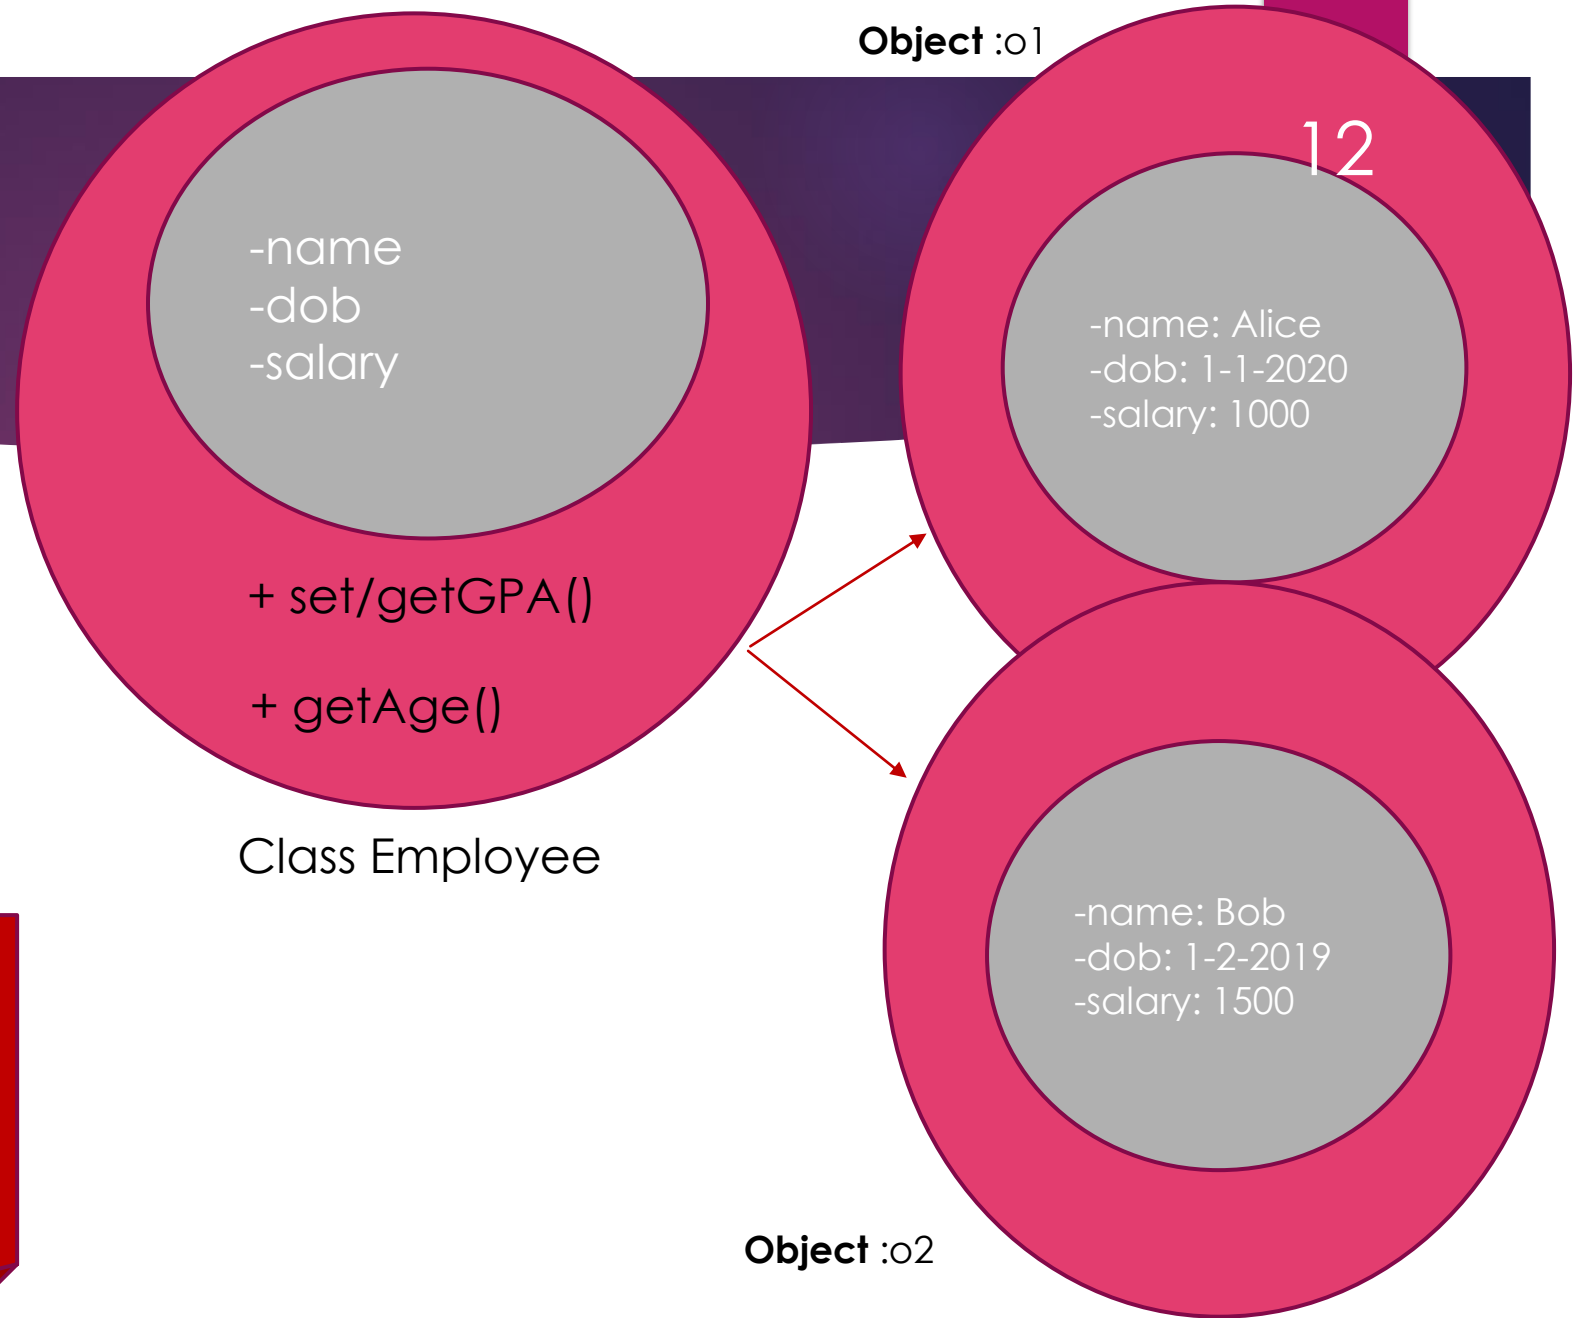 Object :o1
12
-name
-dob
-salary
+ set/getGPA()
+ getAge()
Class Employee
-name: Alice
-dob: 1-1-2020
-salary: 1000
-name: Bob
-dob: 1-2-2019
-salary: 1500
Object :o2